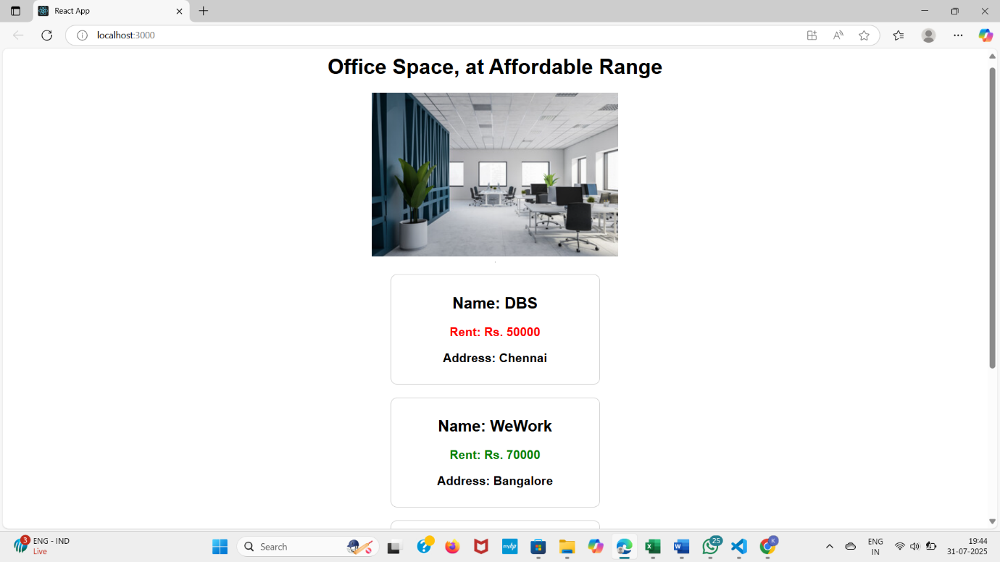 React App
localhost:3000
Office Space, at Affordable Range
Name: DBS
Rent: Rs. 50000
Address: Chennai
Name: WeWork
Rent: Rs. 70000
Address: Bangalore
3
ENG - IND
Live
Search
myhp
25
K
ENG
IN
19:44
31-07-2025